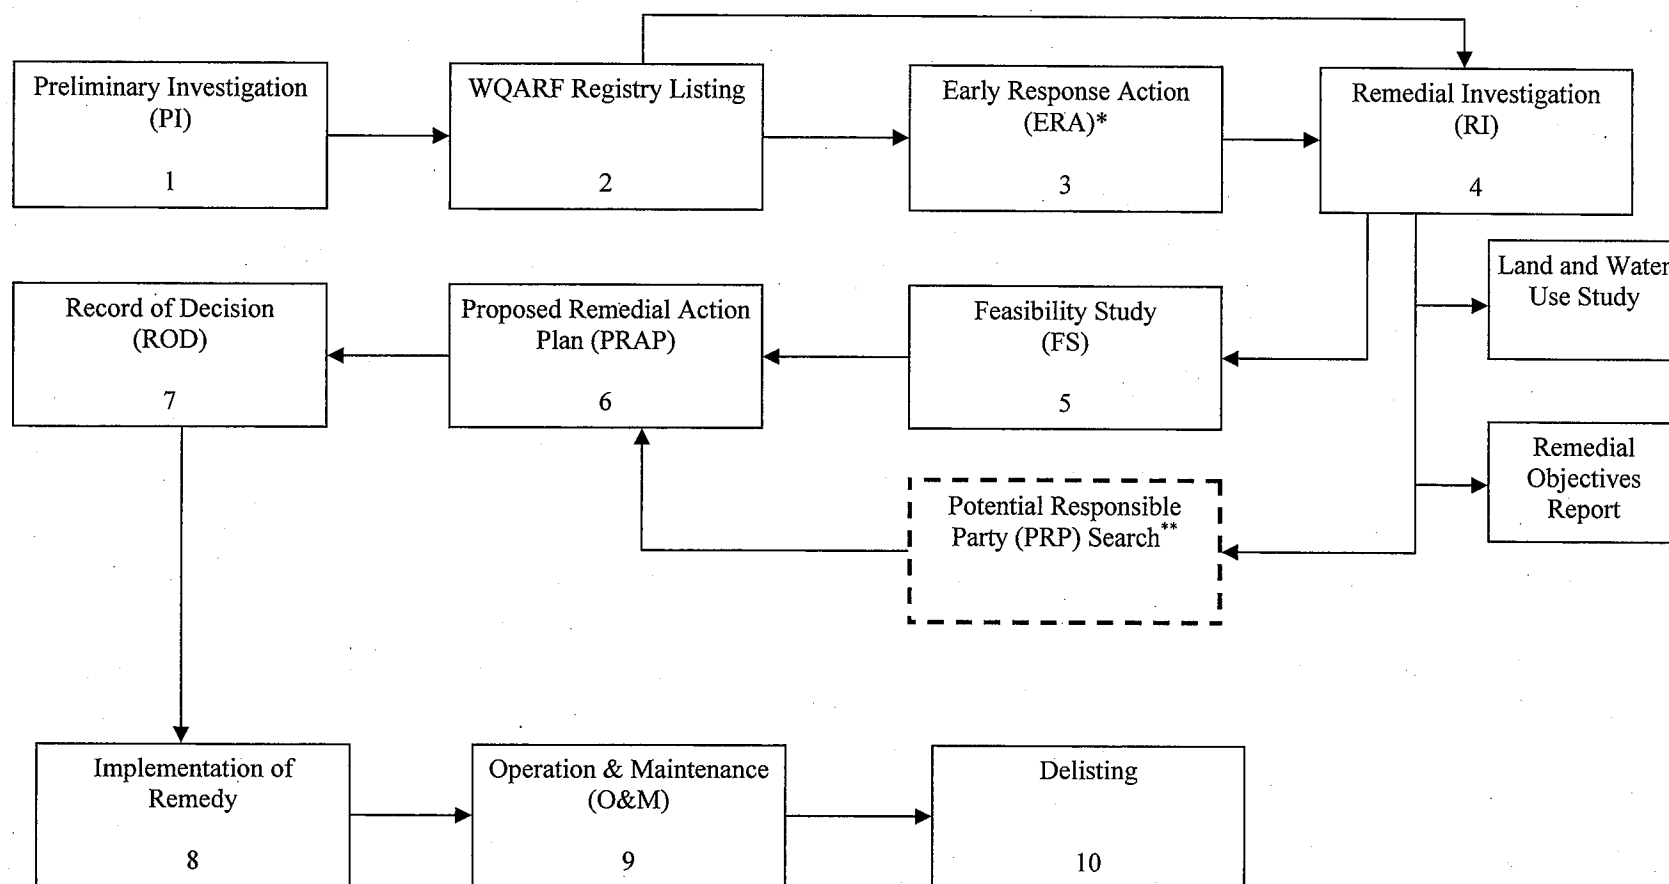 Preliminary Investigation
(PI)
1
WQARF Registry Listing
2
Early Response Action
(ERA)*
3
Remedial Investigation
(RI)
4
Land and Water
Use Study
Record of Decision
(ROD)
7
Proposed Remedial Action
Plan (PRAP)
6
Feasibility Study
(FS)
5
Remedial
Objectives
Report
Potential Responsible
Party (PRP) Search**
Implementation of
Remedy
8
Operation & Maintenance
(O&M)
9
Delisting
10